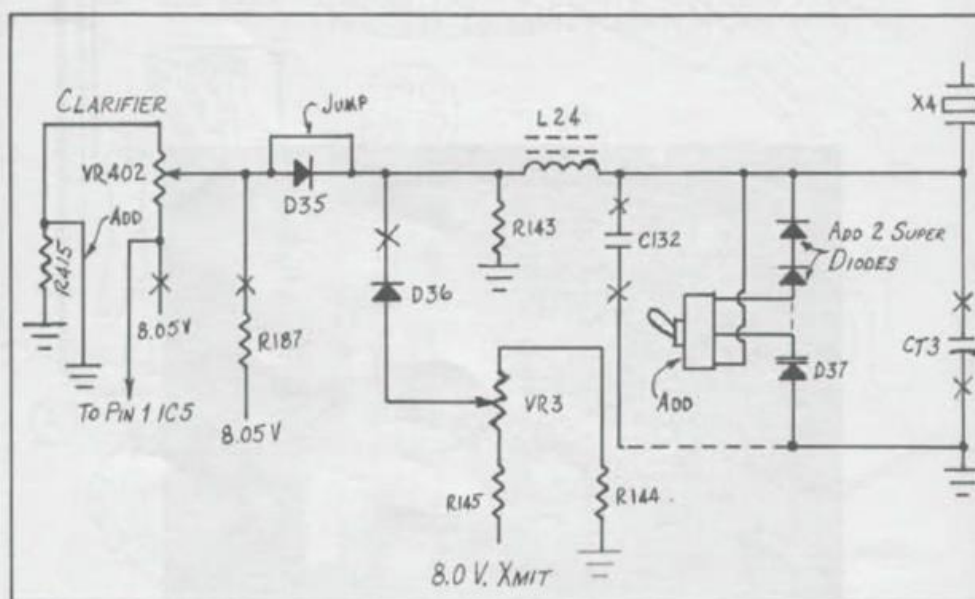 CLARIFIER
JUMP
L24
X4
VR402
ADD
D35
R415
R143
C132
ADD 2 SUPER
DIODES
D36
8.05V
R187
CT3
TO PIN 1 IC5
VR3
ADD
D37
8.05V
R145
R144
8.0 V. XMIT